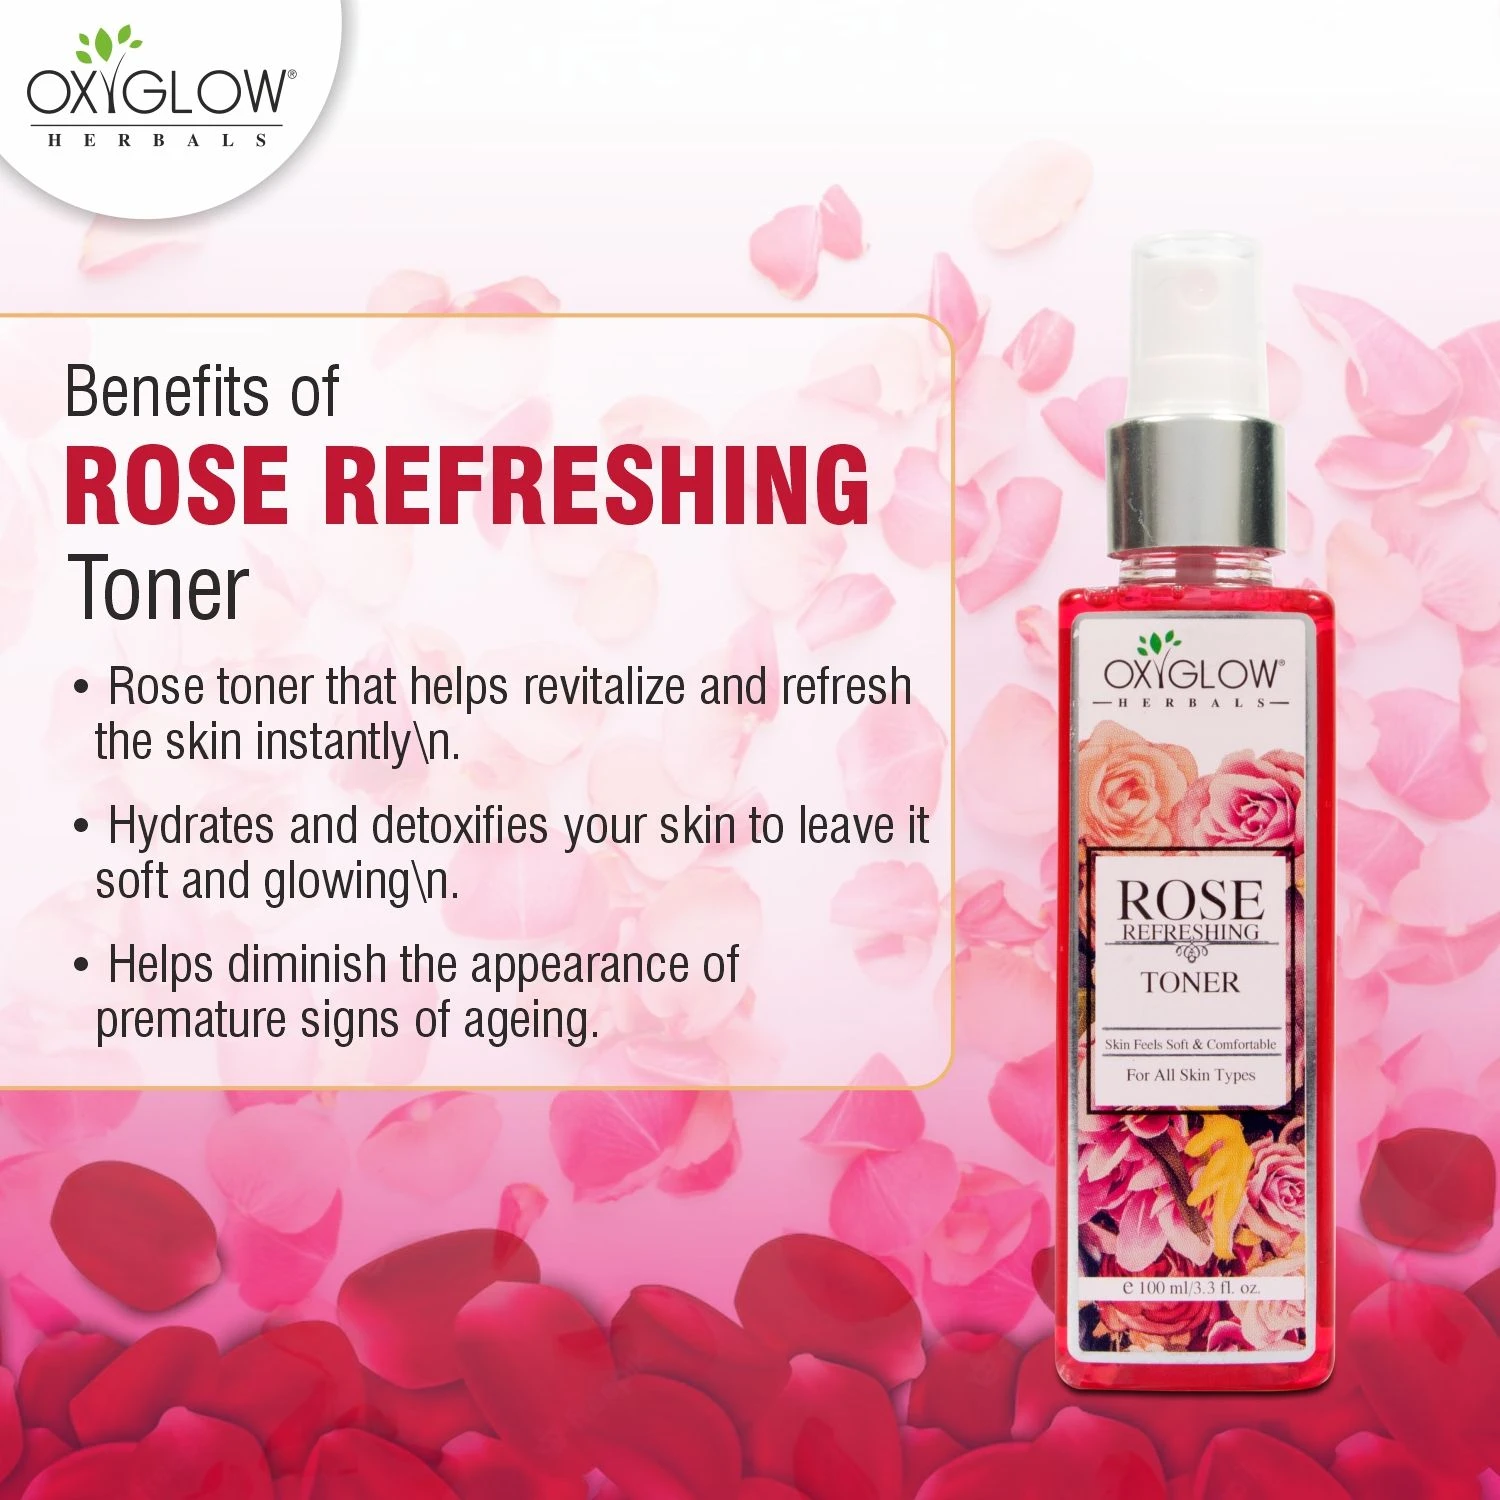 OXYGLOW®
HERBALS
Benefits of
ROSE REFRESHING
Toner
• Rose toner that helps revitalize and refresh
the skin instantly\n.
• Hydrates and detoxifies your skin to leave it
soft and glowing\n.
• Helps diminish the appearance of
premature signs of ageing.
OXYGLOW®
HERBALS
ROSE
REFRESHING
TONER
Skin Feels Soft & Comfortable
For All Skin Types
e 100 ml/3.3 fl. oz.